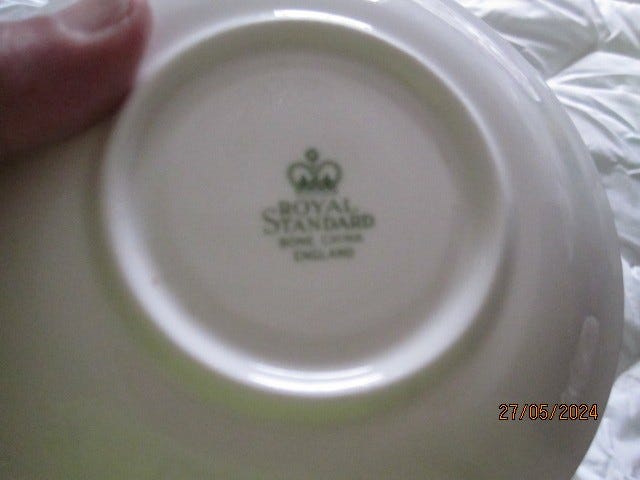 ROYAL
STANDARD
BONE CHINA
ENGLAND
27/05/2024